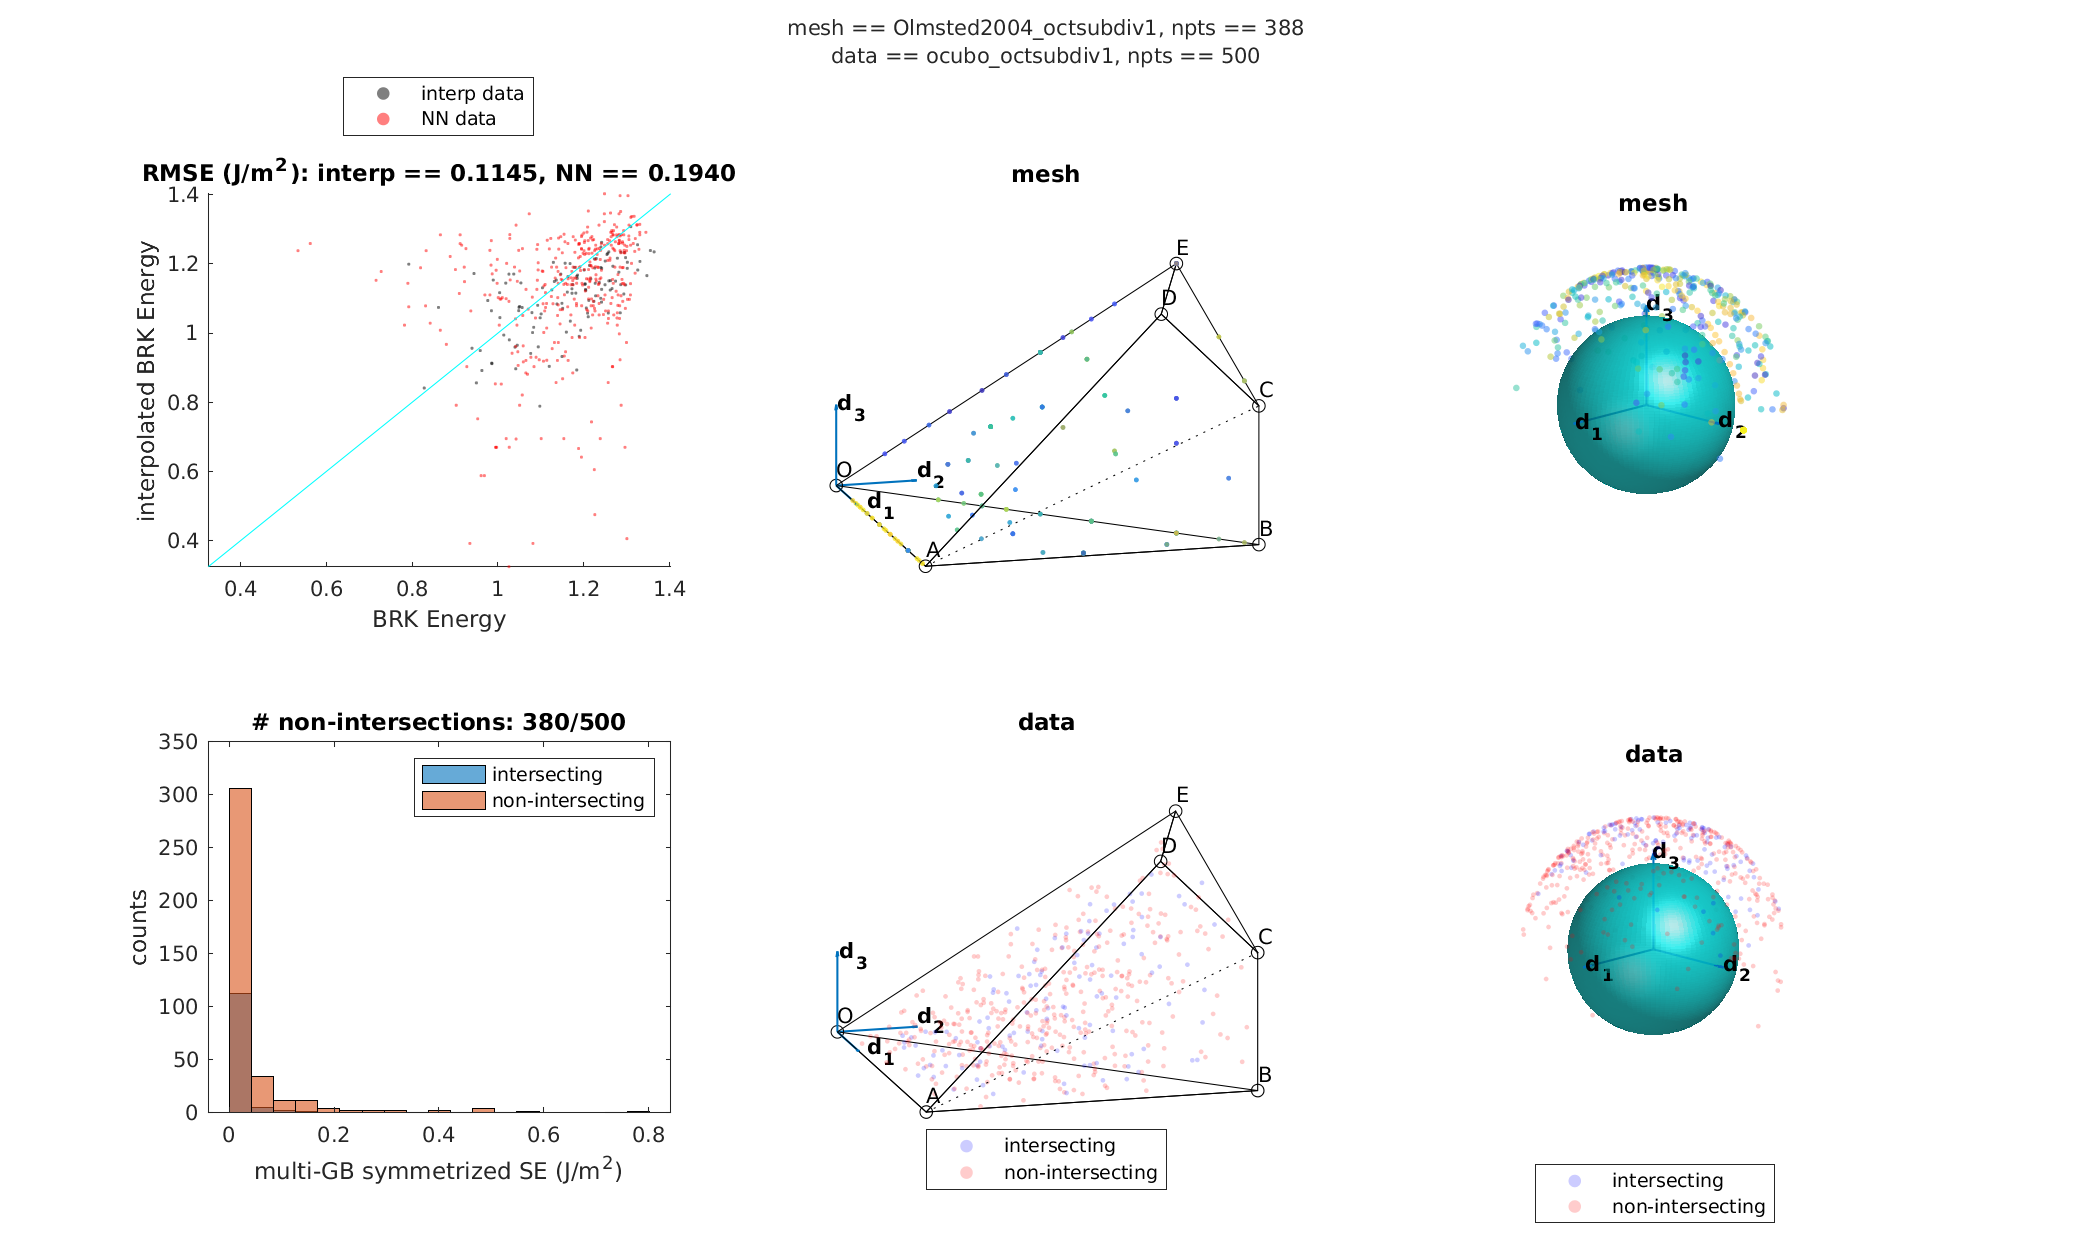 mesh == Olmsted2004_octsubdiv1, npts == 388
data == ocubo_octsubdiv1, npts == 500
interp data
NN data
RMSE (J/m²): interp == 0.1145, NN == 0.1940
1.4
1.2
1
0.8
0.6
0.4
interpolated BRK Energy
0.4
0.6
0.8
1
1.2
1.4
BRK Energy
mesh
E
D
C
d3
O
d2
d1
B
A
mesh
d3
d1
d2
# non-intersections: 380/500
350
300
250
200
150
100
50
0
counts
intersecting
non-intersecting
0
0.2
0.4
0.6
0.8
multi-GB symmetrized SE (J/m²)
data
E
D
C
d3
O
d2
d1
B
A
intersecting
non-intersecting
data
d3
d1
d2
intersecting
non-intersecting